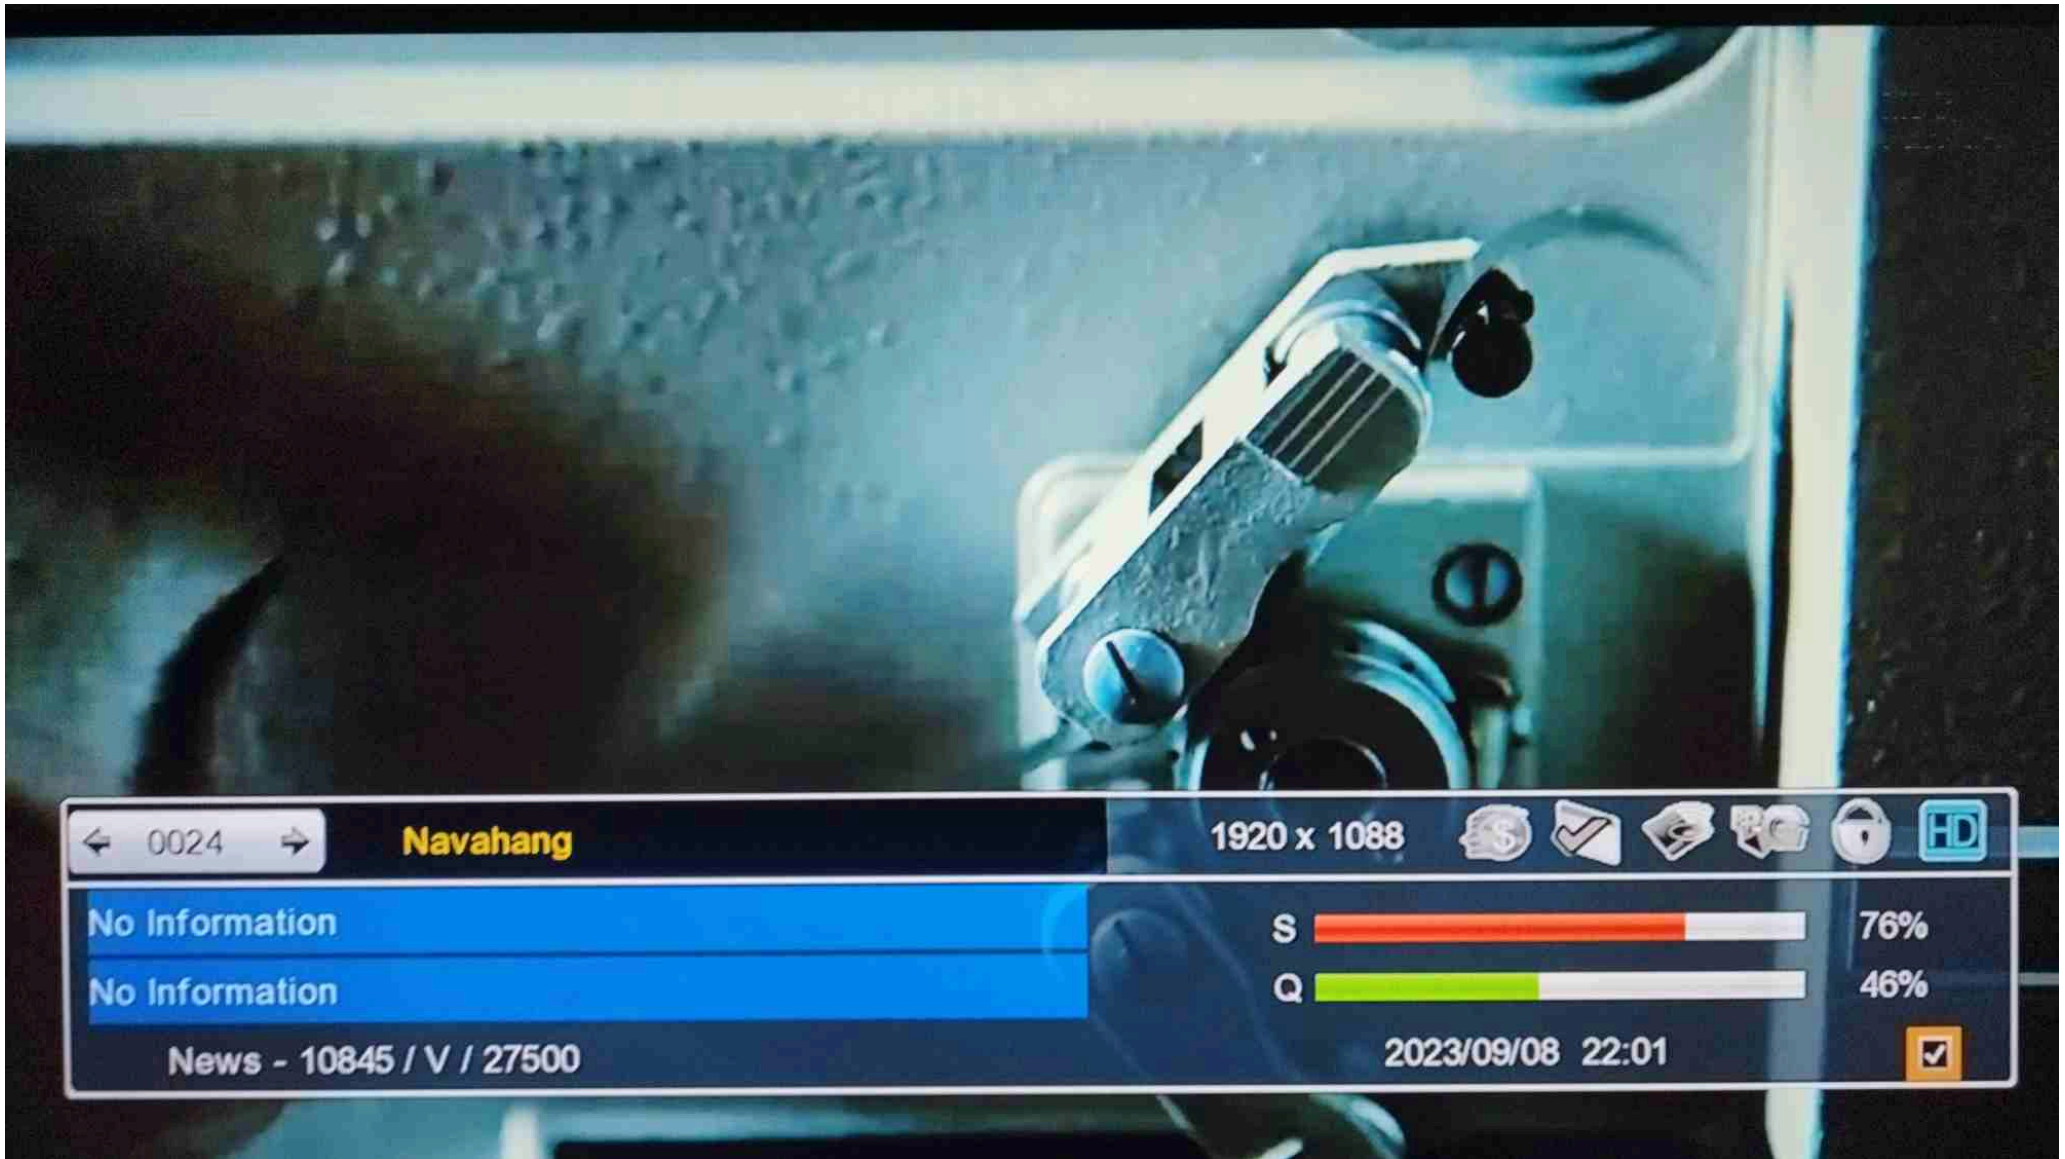 0024
Navahang
1920 x 1088
HD
No Information
S 76%
No Information
Q 46%
News - 10845 / V / 27500
2023/09/08 22:01